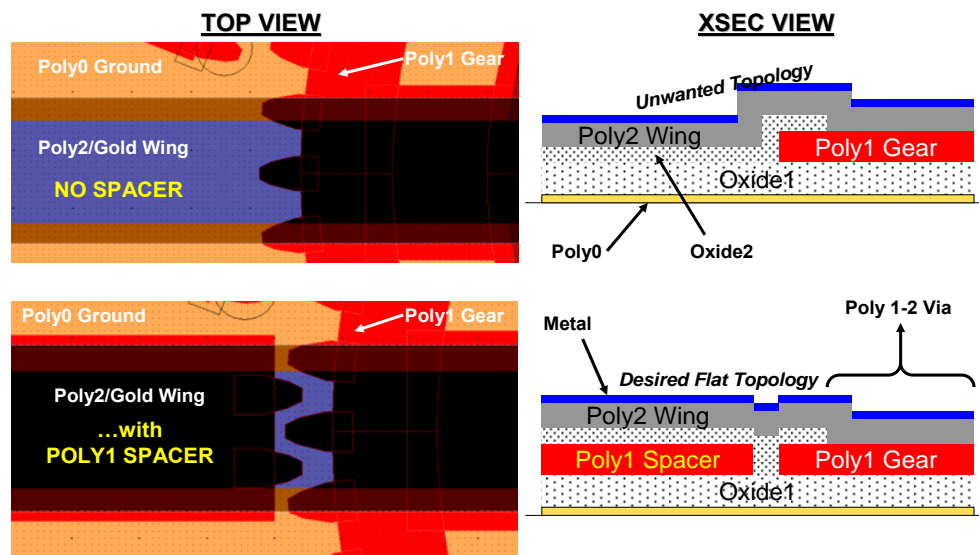 TOP VIEW
XSEC VIEW
Poly0 Ground
Poly1 Gear
Poly2/Gold Wing
NO SPACER
Unwanted Topology
Poly2 Wing
Poly1 Gear
Oxide1
Poly0
Oxide2
Poly0 Ground
Poly1 Gear
Poly2/Gold Wing
...with
POLY1 SPACER
Metal
Poly 1-2 Via
Desired Flat Topology
Poly2 Wing
Poly1 Spacer
Poly1 Gear
Oxide1